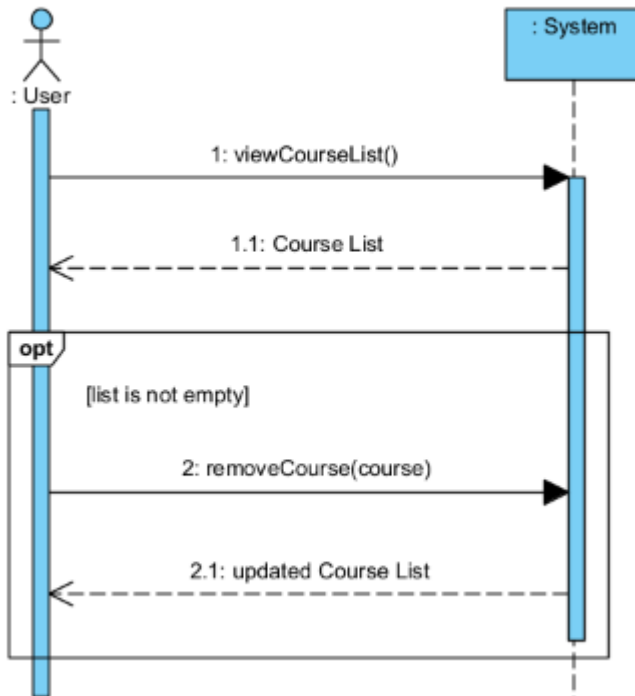 : User
: System
1: viewCourseList()
1.1: Course List
opt
[list is not empty]
2: removeCourse(course)
2.1: updated Course List